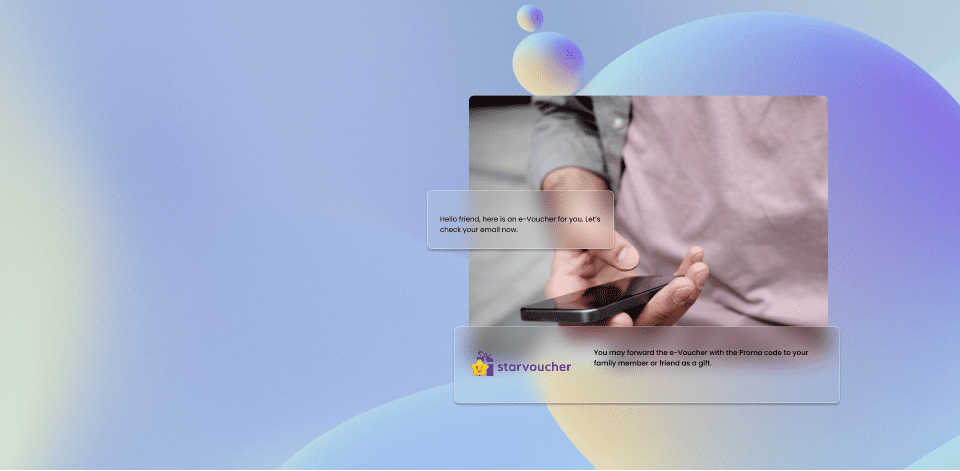 Hello friend, here is an e-Voucher for you. Let's
check your email now.
starvoucher
You may forward the e-Voucher with the Promo code to your
family member or friend as a gift.